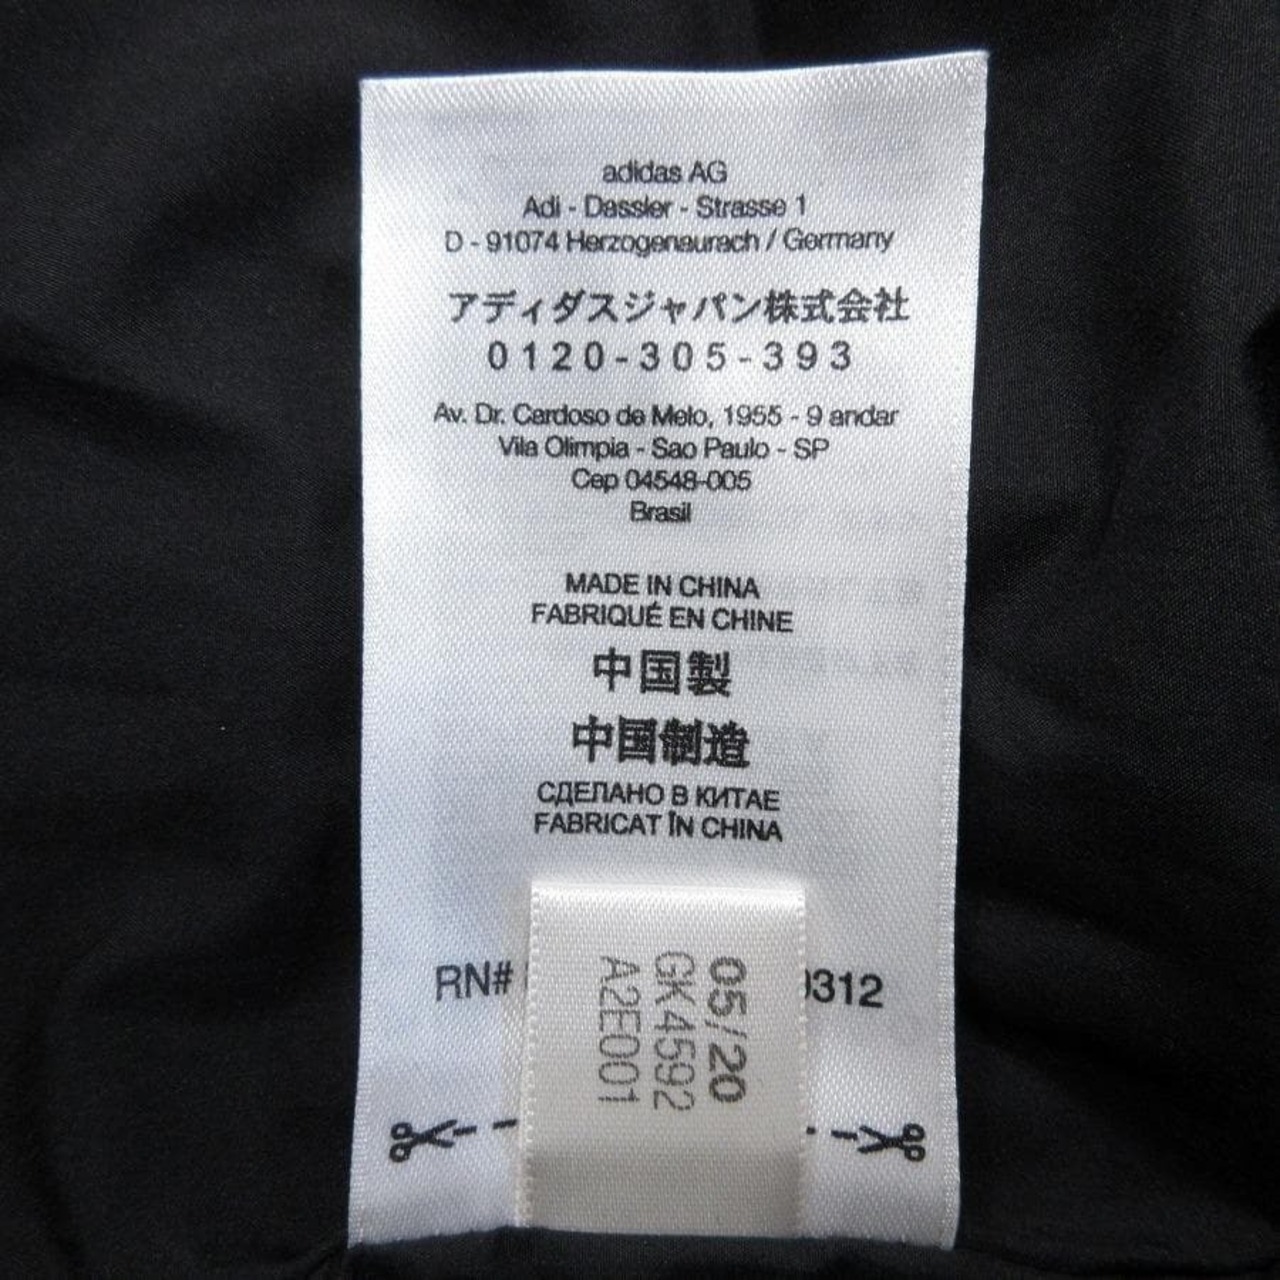 adidas AG
Adi - Dassler - Strasse 1
D - 91074 Herzogenaurach / Germany
アディダスジャパン株式会社
0120-305-393
Av. Dr. Cardoso de Melo, 1955 - 9 andar
Vila Olimpia - Sao Paulo - SP
Cep 04548-005
Brasil
MADE IN CHINA
FABRIQUÉ EN CHINE
中国製
中国制造
СДЕЛАНО В КИТАЕ
FABRICAT ÎN CHINA
RN# 0312
05/20
GK4592
A2E001